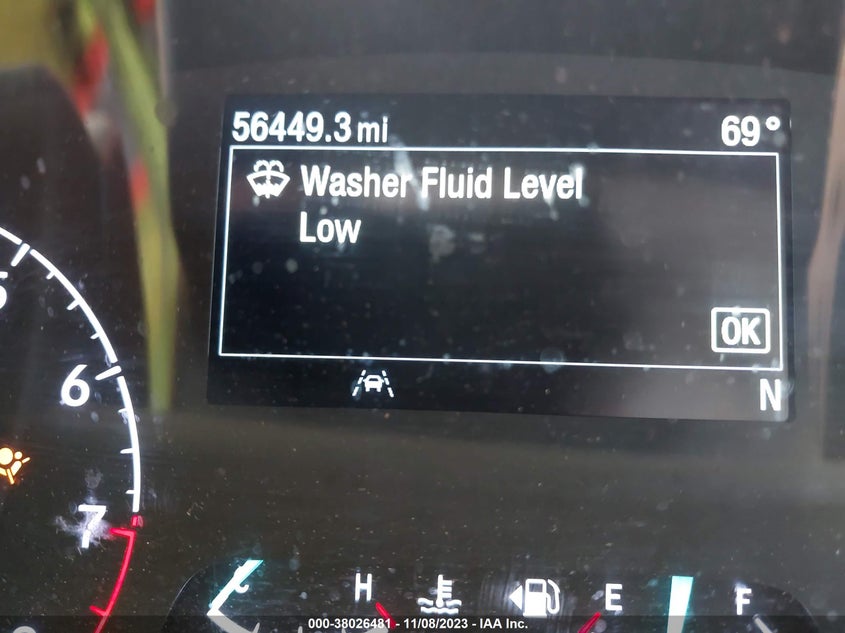 56449.3 mi 69°
Washer Fluid Level
Low
OK
N
6
7
H E F
C
000-38026481 - 11/08/2023 - IAA Inc.